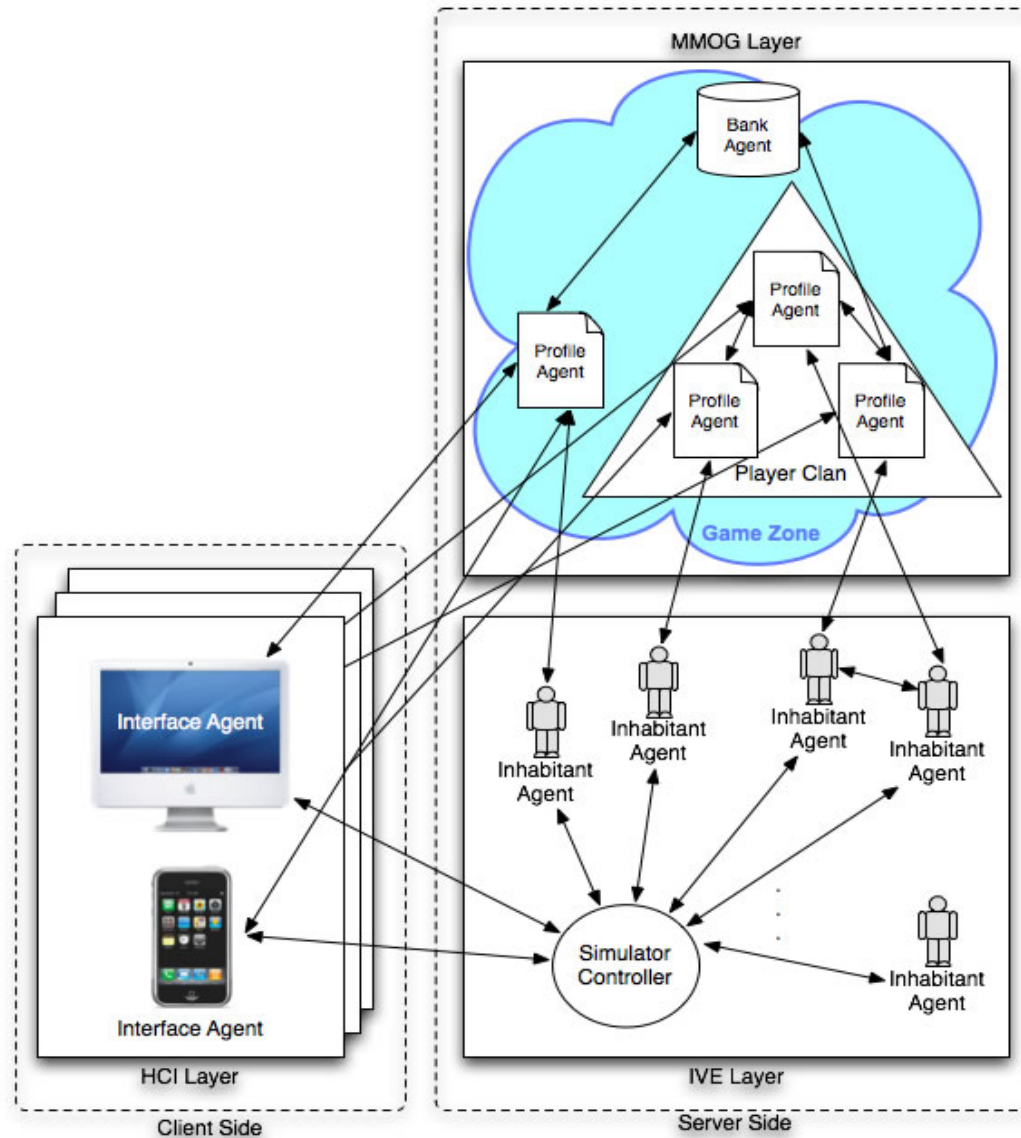 MMOG Layer
Bank
Agent
Profile
Agent
Profile
Agent
Profile
Agent
Profile
Agent
Player Clan
Game Zone
Interface Agent
Interface Agent
HCI Layer
Client Side
Inhabitant
Agent
Inhabitant
Agent
Inhabitant
Agent
Inhabitant
Agent
Simulator
Controller
Inhabitant
Agent
IVE Layer
Server Side